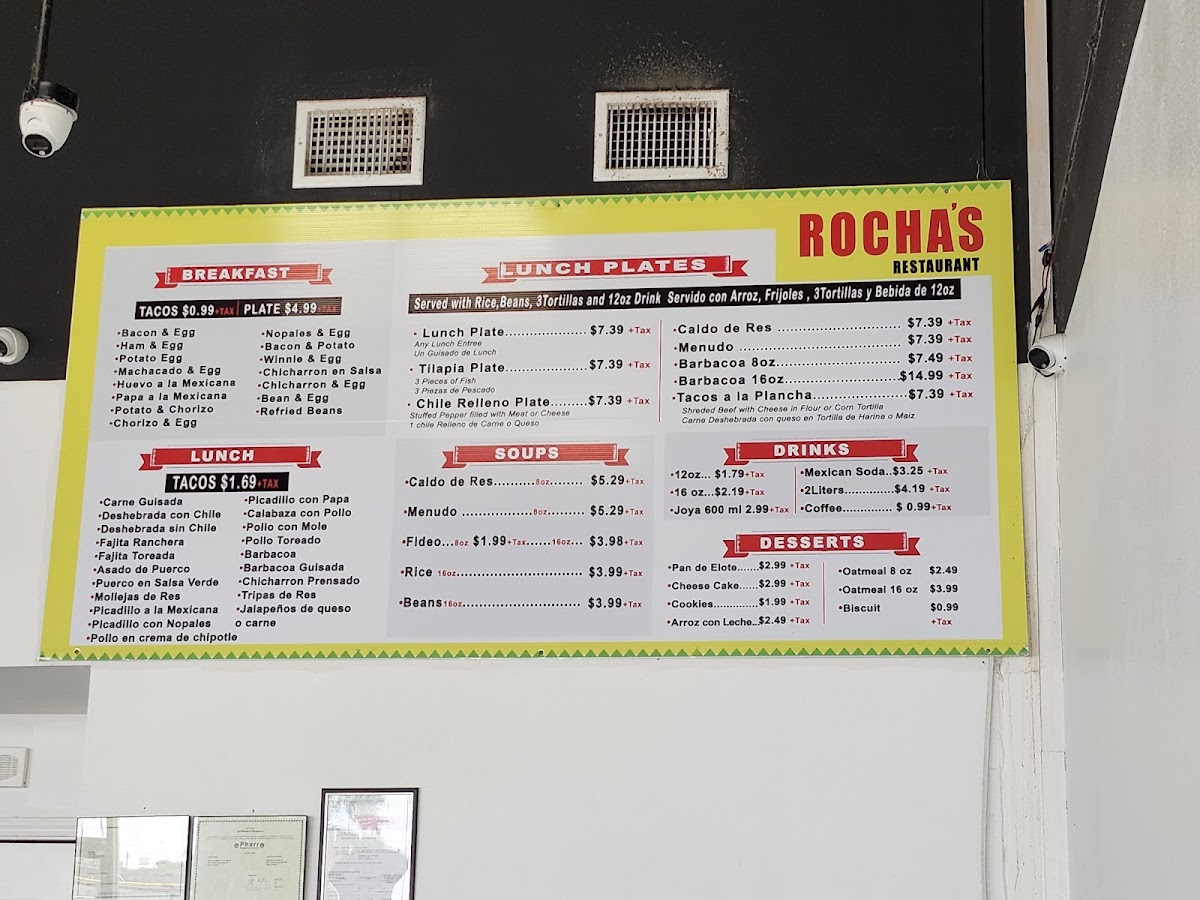 ROCHA'S
RESTAURANT
BREAKFAST
TACOS $0.99+TAX PLATE $4.99+TAX
•Bacon & Egg
•Ham & Egg
•Potato Egg
•Machacado & Egg
•Huevo a la Mexicana
•Papa a la Mexicana
•Potato & Chorizo
•Chorizo & Egg
•Nopales & Egg
•Bacon & Potato
•Winnie & Egg
•Chicharron en Salsa
•Chicharron & Egg
•Bean & Egg
•Refried Beans
LUNCH
TACOS $1.69+TAX
•Carne Guisada
•Deshebrada con Chile
•Deshebrada sin Chile
•Fajita Ranchera
•Fajita Toreada
•Asado de Puerco
•Puerco en Salsa Verde
•Mollejas de Res
•Picadillo a la Mexicana
•Picadillo con Nopales
•Pollo en crema de chipotle
•Picadillo con Papa
•Calabaza con Pollo
•Pollo con Mole
•Pollo Toreado
•Barbacoa
•Barbacoa Guisada
•Chicharron Prensado
•Tripas de Res
•Jalapeños de queso
o carne
LUNCH PLATES
Served with Rice,Beans, 3Tortillas and 12oz Drink Servido con Arroz, Frijoles , 3Tortillas y Bebida de 12oz
• Lunch Plate.................. $7.39 +Tax
Any Lunch Entree
Un Guisado de Lunch
• Tilapia Plate.................. $7.39 +Tax
3 Pieces of Fish
3 Piezas de Pescado
• Chile Relleno Plate........$7.39 +Tax
Stuffed Pepper filled with Meat or Cheese
1 chile Relleno de Carne o Queso
•Caldo de Res ............................ $7.39 +Tax
•Menudo .................................... $7.39 +Tax
•Barbacoa 8oz............................ $7.49 +Tax
•Barbacoa 16oz..........................$14.99 +Tax
•Tacos a la Plancha.....................$7.39 +Tax
Shreded Beef with Cheese in Flour or Corn Tortilla
Carne Deshebrada con queso en Tortilla de Harina o Maiz
SOUPS
•Caldo de Res..........8oz........ $5.29+Tax
•Menudo .................8oz........ $5.29+Tax
•Fideo...8oz $1.99+Tax......16oz... $3.98+Tax
•Rice 16oz.............................. $3.99+Tax
•Beans16oz............................ $3.99+Tax
DRINKS
•12oz... $1.79+Tax
•16 oz...$2.19+Tax
•Joya 600 ml 2.99+Tax
•Mexican Soda..$3.25 +Tax
•2Liters.............$4.19 +Tax
•Coffee.............. $ 0.99+Tax
DESSERTS
•Pan de Elote.......$2.99 +Tax
•Cheese Cake......$2.99 +Tax
•Cookies.............$1.99 +Tax
•Arroz con Leche...$2.49 +Tax
•Oatmeal 8 oz $2.49
•Oatmeal 16 oz $3.99
•Biscuit $0.99
+Tax
Pharr